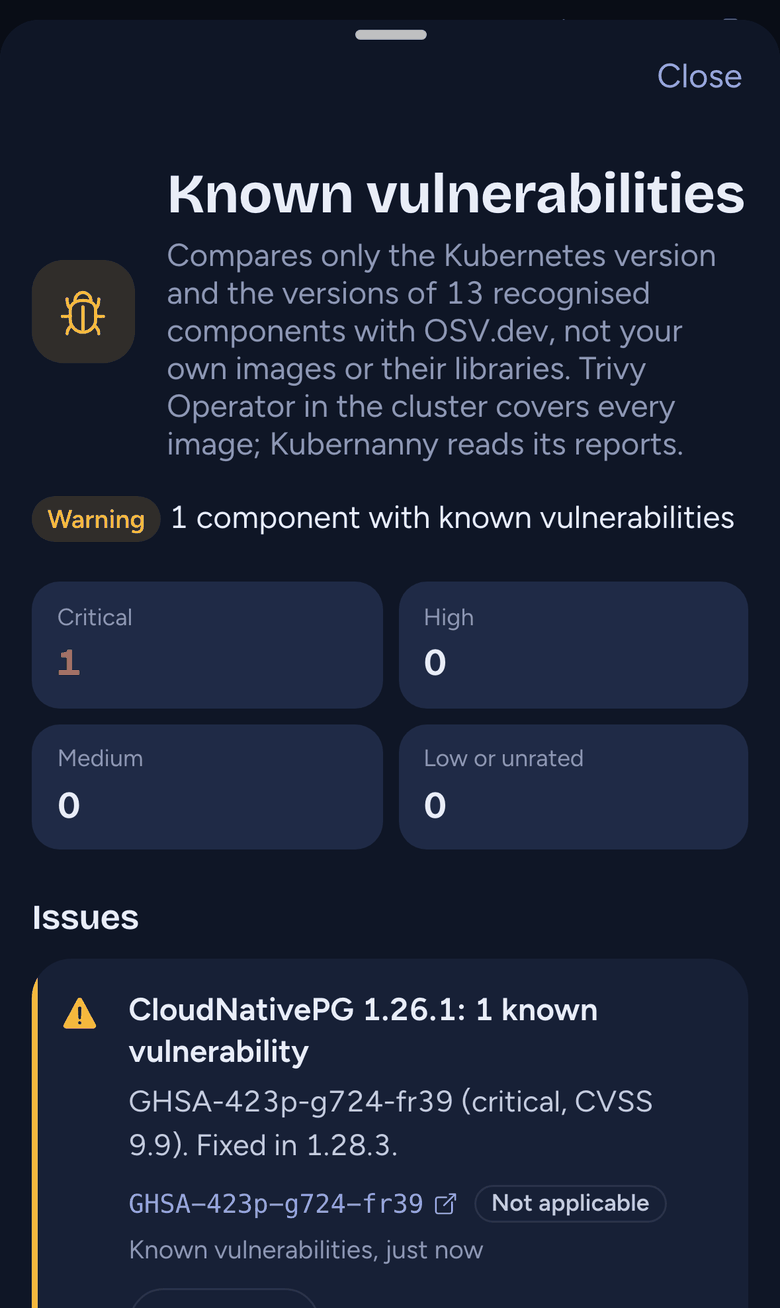 Close
Known vulnerabilities
Compares only the Kubernetes version
and the versions of 13 recognised
components with OSV.dev, not your
own images or their libraries. Trivy
Operator in the cluster covers every
image; Kubernanny reads its reports.
Warning 1 component with known vulnerabilities
Critical
1
High
0
Medium
0
Low or unrated
0
Issues
CloudNativePG 1.26.1: 1 known
vulnerability
GHSA-423p-g724-fr39 (critical, CVSS
9.9). Fixed in 1.28.3.
GHSA-423p-g724-fr39 Not applicable
Known vulnerabilities, just now